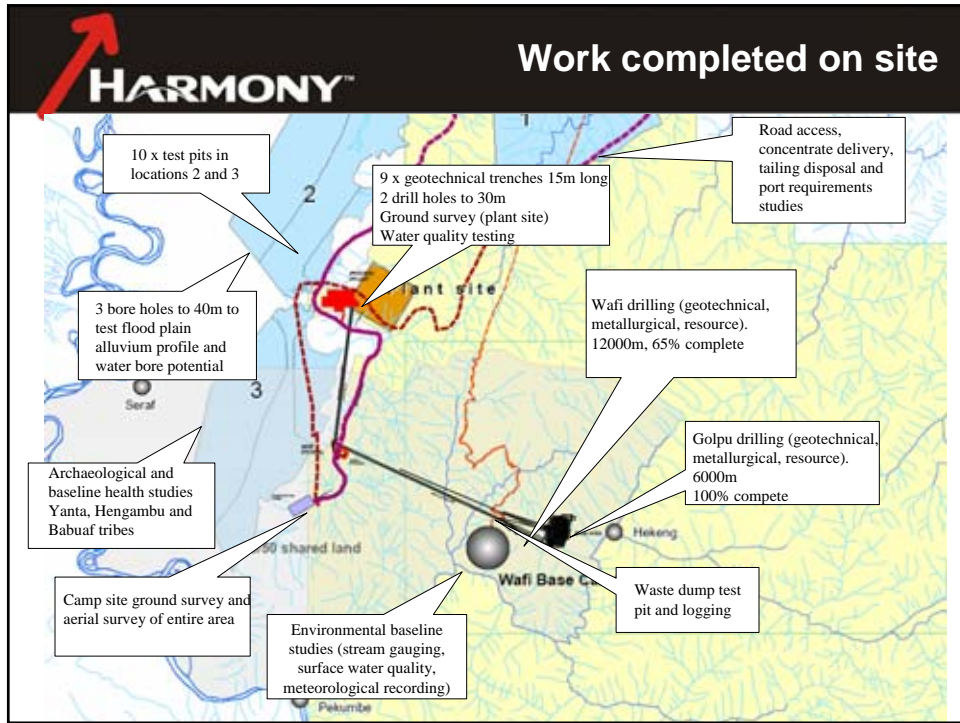 HARMONY™
Work completed on site
10 x test pits in
locations 2 and 3
9 x geotechnical trenches 15m long
2 drill holes to 30m
Ground survey (plant site)
Water quality testing
Road access,
concentrate delivery,
tailing disposal and
port requirements
studies
1
2
lant site
3 bore holes to 40m to
test flood plain
alluvium profile and
water bore potential
Wafi drilling (geotechnical,
metallurgical, resource).
12000m, 65% complete
3
Seraf
Golpu drilling (geotechnical,
metallurgical, resource).
6000m
100% compete
Archaeological and
baseline health studies
Yanta, Hengambu and
Babuaf tribes
50 shared land
Hekeng
Wafi Base Ca
Camp site ground survey and
aerial survey of entire area
Waste dump test
pit and logging
Environmental baseline
studies (stream gauging,
surface water quality,
meteorological recording)
Pekumbe